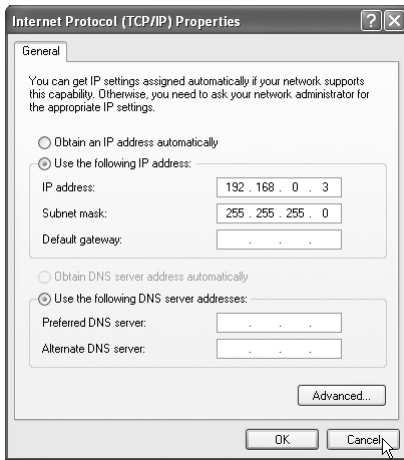 Internet Protocol (TCP/IP) Properties
General
You can get IP settings assigned automatically if your network supports
this capability. Otherwise, you need to ask your network administrator for
the appropriate IP settings.
Obtain an IP address automatically
Use the following IP address:
IP address: 192 . 168 . 0 . 3
Subnet mask: 255 . 255 . 255 . 0
Default gateway: . . .
Obtain DNS server address automatically
Use the following DNS server addresses:
Preferred DNS server: . . .
Alternate DNS server: . . .
Advanced...
OK Cancel